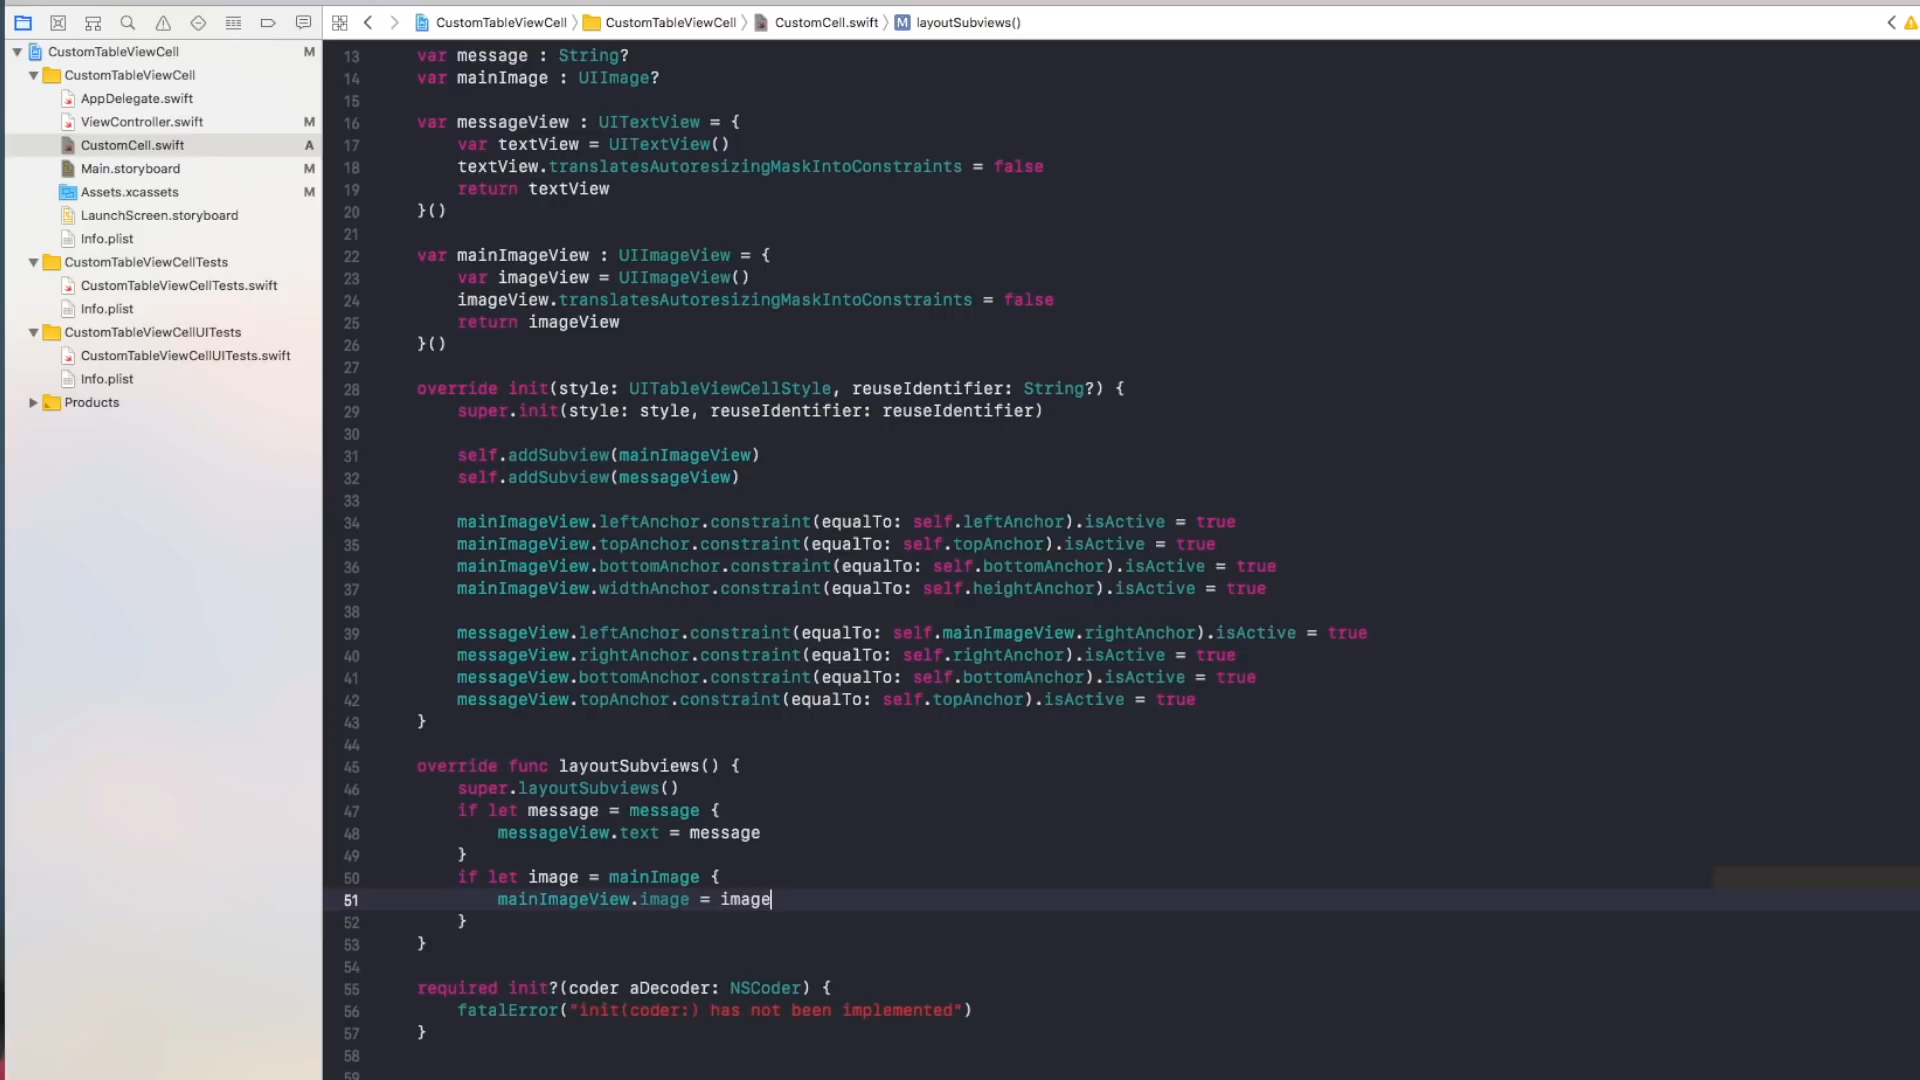 CustomTableViewCell 〉 CustomTableViewCell 〉 CustomCell.swift 〉 M layoutSubviews()
CustomTableViewCell M
CustomTableViewCell
AppDelegate.swift
ViewController.swift M
CustomCell.swift A
Main.storyboard M
Assets.xcassets M
LaunchScreen.storyboard
Info.plist
CustomTableViewCellTests
CustomTableViewCellTests.swift
Info.plist
CustomTableViewCellUITests
CustomTableViewCellUITests.swift
Info.plist
Products
13 var message : String?
14 var mainImage : UIImage?
15
16 var messageView : UITextView = {
17 var textView = UITextView()
18 textView.translatesAutoresizingMaskIntoConstraints = false
19 return textView
20 }()
21
22 var mainImageView : UIImageView = {
23 var imageView = UIImageView()
24 imageView.translatesAutoresizingMaskIntoConstraints = false
25 return imageView
26 }()
27
28 override init(style: UITableViewCellStyle, reuseIdentifier: String?) {
29 super.init(style: style, reuseIdentifier: reuseIdentifier)
30
31 self.addSubview(mainImageView)
32 self.addSubview(messageView)
33
34 mainImageView.leftAnchor.constraint(equalTo: self.leftAnchor).isActive = true
35 mainImageView.topAnchor.constraint(equalTo: self.topAnchor).isActive = true
36 mainImageView.bottomAnchor.constraint(equalTo: self.bottomAnchor).isActive = true
37 mainImageView.widthAnchor.constraint(equalTo: self.heightAnchor).isActive = true
38
39 messageView.leftAnchor.constraint(equalTo: self.mainImageView.rightAnchor).isActive = true
40 messageView.rightAnchor.constraint(equalTo: self.rightAnchor).isActive = true
41 messageView.bottomAnchor.constraint(equalTo: self.bottomAnchor).isActive = true
42 messageView.topAnchor.constraint(equalTo: self.topAnchor).isActive = true
43 }
44
45 override func layoutSubviews() {
46 super.layoutSubviews()
47 if let message = message {
48 messageView.text = message
49 }
50 if let image = mainImage {
51 mainImageView.image = image
52 }
53 }
54
55 required init?(coder aDecoder: NSCoder) {
56 fatalError("init(coder:) has not been implemented")
57 }
58
59